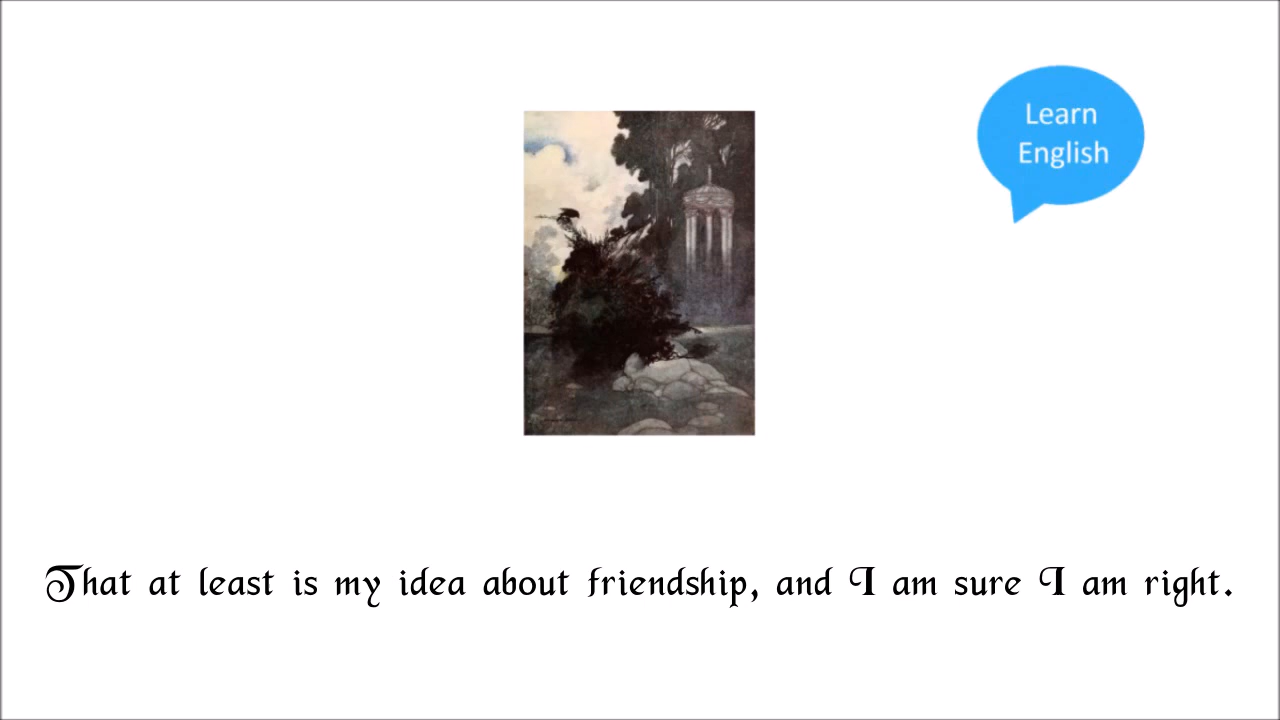 Learn
English
That at least is my idea about friendship, and I am sure I am right.